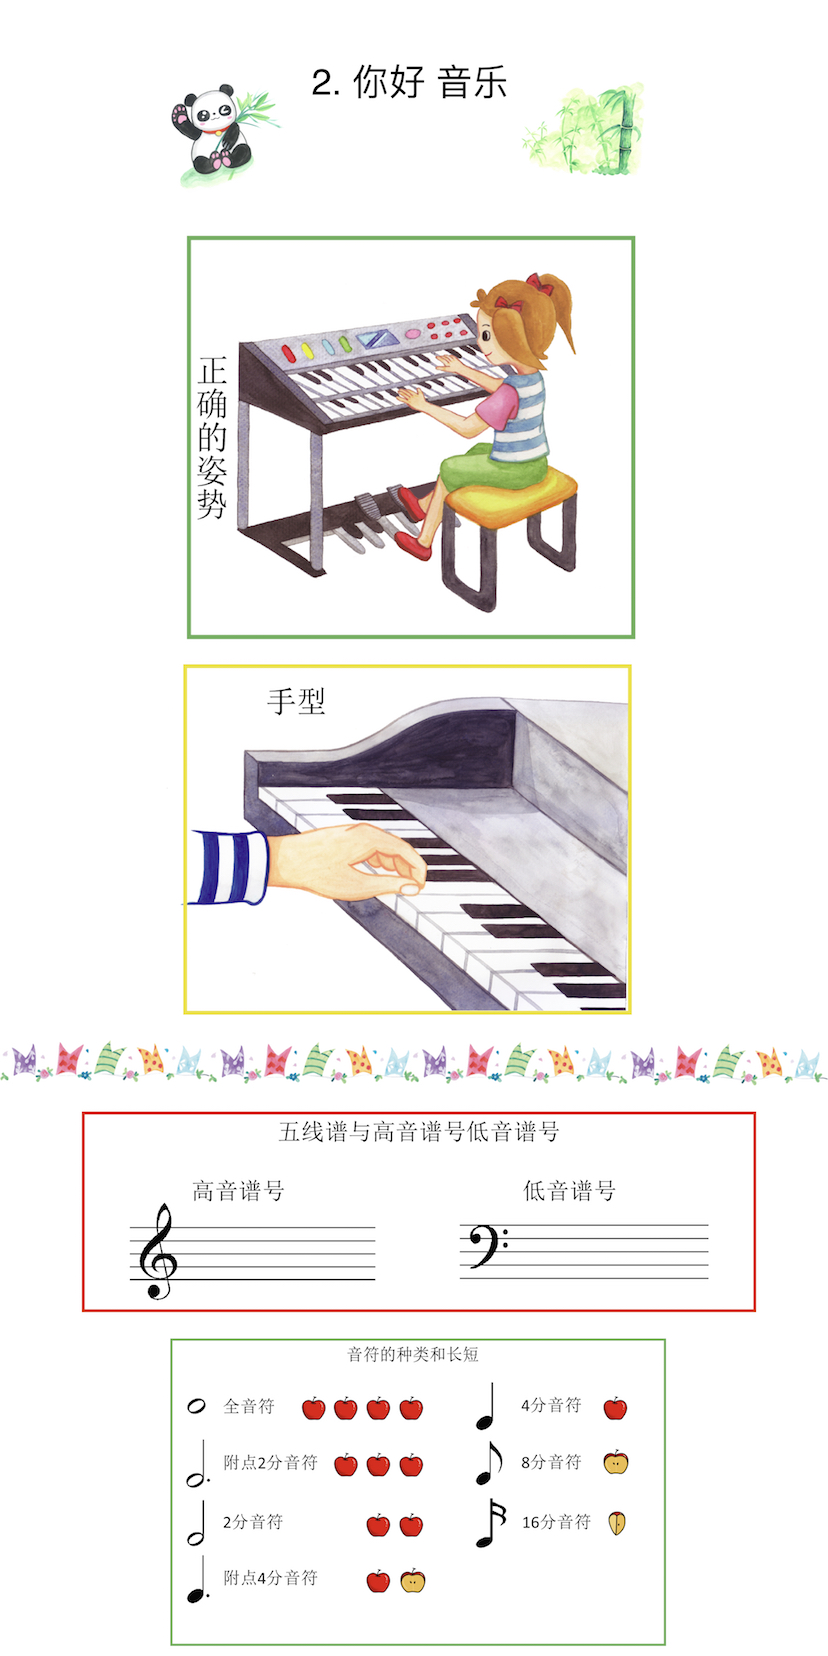 2. 你好 音乐
正确的姿势
手型
五线谱与高音谱号低音谱号
高音谱号
低音谱号
音符的种类和长短
全音符
附点2分音符
2分音符
附点4分音符
4分音符
8分音符
16分音符